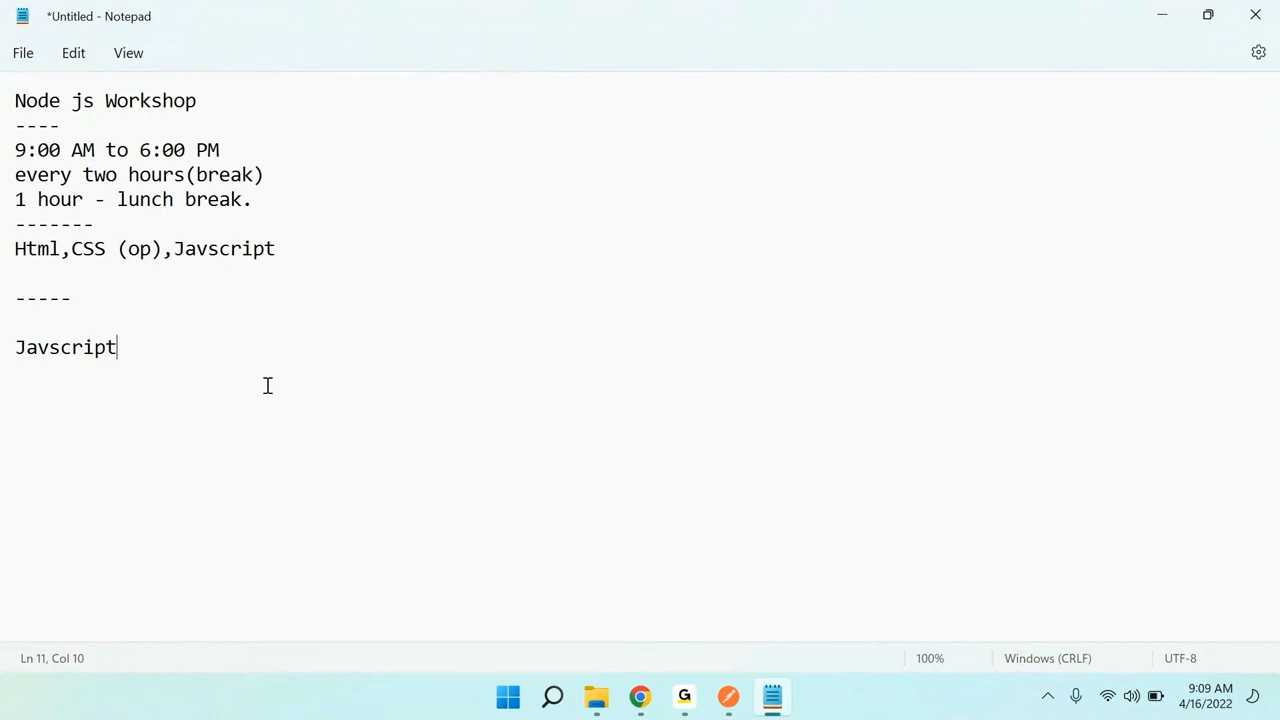 *Untitled - Notepad
File Edit View
Node js Workshop
----
9:00 AM to 6:00 PM
every two hours(break)
1 hour - lunch break.
-------
Html,CSS (op),Javscript
-----
Javscript
Ln 11, Col 10 100% Windows (CRLF) UTF-8
G 9:09 AM
4/16/2022